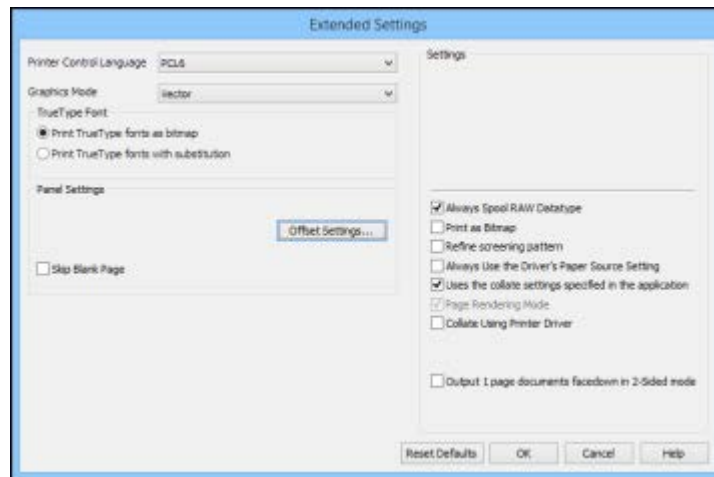 Extended Settings
Printer Control Language PCL6
Graphics Mode Vector
TrueType Font
Print TrueType fonts as bitmap
Print TrueType fonts with substitution
Panel Settings
Offset Settings...
Skip Blank Page
Settings
Always Spool RAW Datatype
Print as Bitmap
Refine screening pattern
Always Use the Driver's Paper Source Setting
Uses the collate settings specified in the application
Page Rendering Mode
Collate Using Printer Driver
Output 1 page documents facedown in 2-Sided mode
Reset Defaults OK Cancel Help